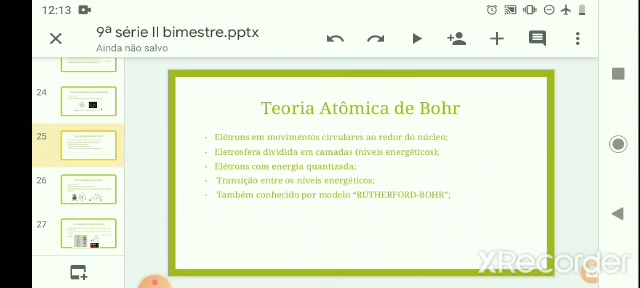 12:13
9ª série II bimestre.pptx
Ainda não salvo
24
25
26
27
Teoria Atômica de Bohr
- Elétrons em movimentos circulares ao redor do núcleo;
- Eletrosfera dividida em camadas (níveis energéticos);
- Elétrons com energia quantizada;
- Transição entre os níveis energéticos;
- Também conhecido por modelo "RUTHERFORD-BOHR";
XRecorder